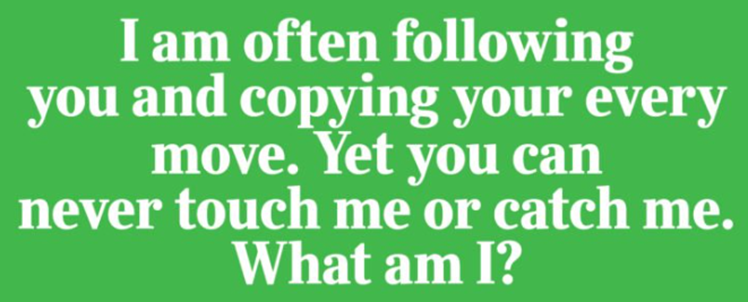 I am often following
you and copying your every
move. Yet you can
never touch me or catch me.
What am I?